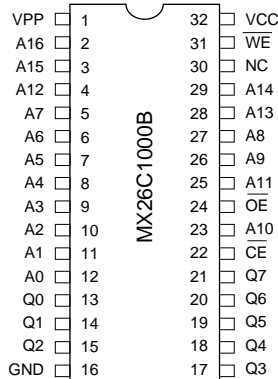 VPP 1 32 VCC
A16 2 31 WE
A15 3 30 NC
A12 4 29 A14
A7 5 28 A13
A6 6 27 A8
A5 7 26 A9
A4 8 25 A11
A3 9 24 OE
A2 10 23 A10
A1 11 22 CE
A0 12 21 Q7
Q0 13 20 Q6
Q1 14 19 Q5
Q2 15 18 Q4
GND 16 17 Q3
MX26C1000B